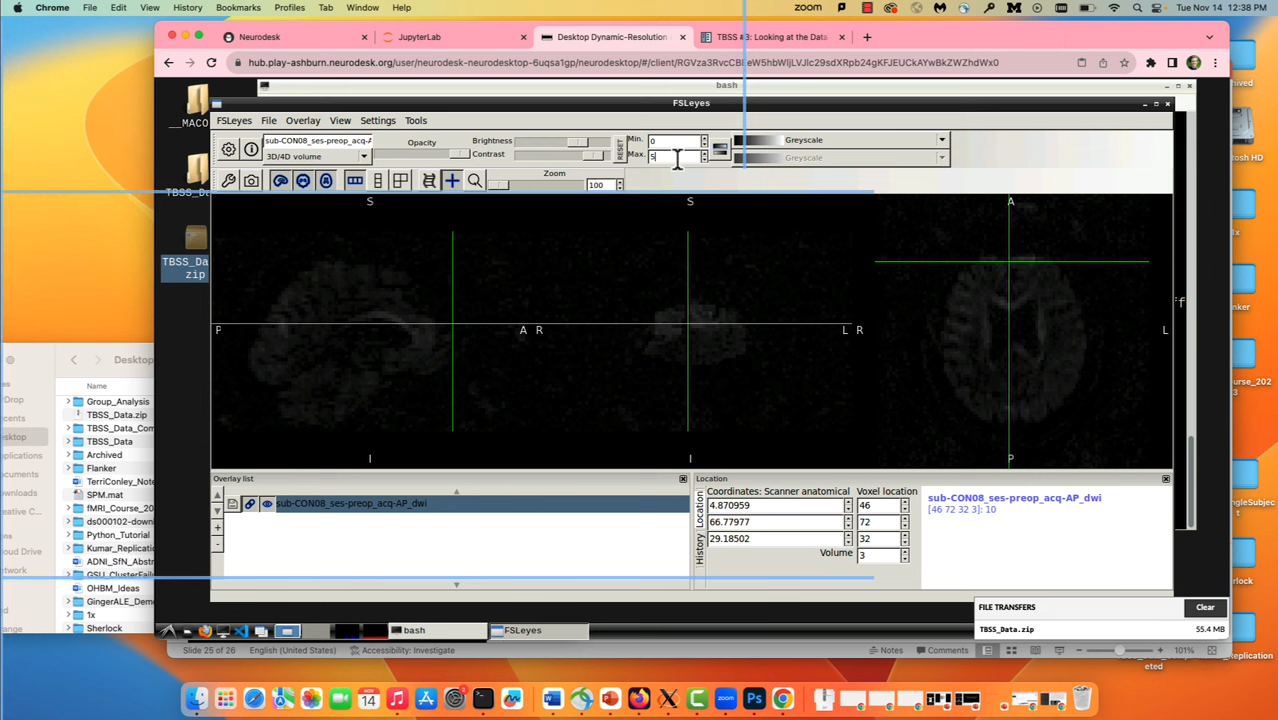 Chrome File Edit View History Bookmarks Profiles Tab Window Help
zoom Tue Nov 14 12:38 PM
Neurodesk × JupyterLab × Desktop Dynamic-Resolution × TBSS #3: Looking at the Data ×
hub.play-ashburn.neurodesk.org/user/neurodesk-neurodesktop-6uqsa1gp/neurodesktop/#/client/RGVza3RvcCBEeW5hbWljLVJlc29sdXRpb24gKFJEUCkAYwBkZWZhdWx0
bash
FSLeyes
FSLeyes File Overlay View Settings Tools
sub-CON08_ses-preop_acq-A
3D/4D volume
Opacity
Brightness
Contrast
RESET
Min. 0
Max. 5
Greyscale
Greyscale
Zoom
100
S S A
P A R L R L
I I P
__MACO
TBSS_Da
TBSS_Da
zip
Overlay list
sub-CON08_ses-preop_acq-AP_dwi
+
-
Location
Location
History
Coordinates: Scanner anatomical
4.870959
66.77977
29.18502
Volume
Voxel location
46
72
32
3
sub-CON08_ses-preop_acq-AP_dwi
[46 72 32 3]: 10
FILE TRANSFERS Clear
TBSS_Data.zip 55.4 MB
bash FSLeyes
Slide 25 of 26 English (United States) Accessibility: Investigate Notes Comments 101%
Desktop
Name
Group_Analysis
TBSS_Data.zip
TBSS_Data_Com
TBSS_Data
Archived
Flanker
TerriConley_Note
SPM.mat
fMRI_Course_20
ds000102-down
Python_Tutorial
Kumar_Replicatio
ADNI_SfN_Abstr
GSU_ClusterFail
OHBM_Ideas
GingerALE_Dem
1x
Sherlock
NOV
14
zoom